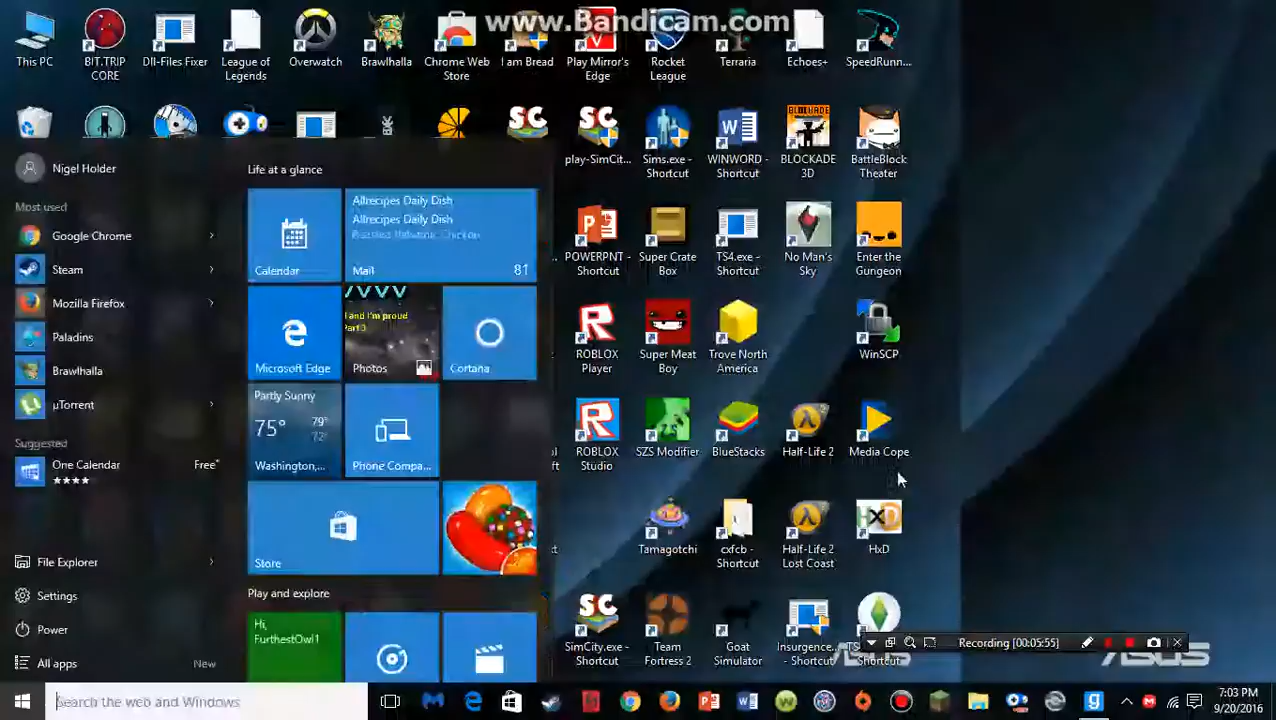 www.Bandicam.com
This PC
BIT.TRIP
CORE
Dll-Files Fixer
League of
Legends
Overwatch
Brawlhalla
Chrome Web
Store
I am Bread
Play Mirror's
Edge
Rocket
League
Terraria
Echoes+
SpeedRunn...
play-SimCit...
Sims.exe -
Shortcut
WINWORD -
Shortcut
BLOCKADE
3D
BattleBlock
Theater
Nigel Holder
Most used
Google Chrome
Steam
Mozilla Firefox
Paladins
Brawlhalla
µTorrent
Suggested
One Calendar
Free*
★★★★
File Explorer
Settings
Power
All apps
New
Life at a glance
Calendar
Allrecipes Daily Dish
Allrecipes Daily Dish
Mail
81
Microsoft Edge
and I'm proud
Part9
Photos
Cortana
Partly Sunny
75°
79°
72°
Washington,...
Phone Compa...
Store
Play and explore
Hi,
FurthestOwl1
POWERPNT -
Shortcut
Super Crate
Box
TS4.exe -
Shortcut
No Man's
Sky
Enter the
Gungeon
ROBLOX
Player
Super Meat
Boy
Trove North
America
WinSCP
ROBLOX
Studio
SZS Modifier
BlueStacks
Half-Life 2
Media Cope
Tamagotchi
cxfcb -
Shortcut
Half-Life 2
Lost Coast
HxD
SimCity.exe -
Shortcut
Team
Fortress 2
Goat
Simulator
Insurgence...
- Shortcut
Shortcut
Recording [00:05:55]
Search the web and Windows
7:03 PM
9/20/2016